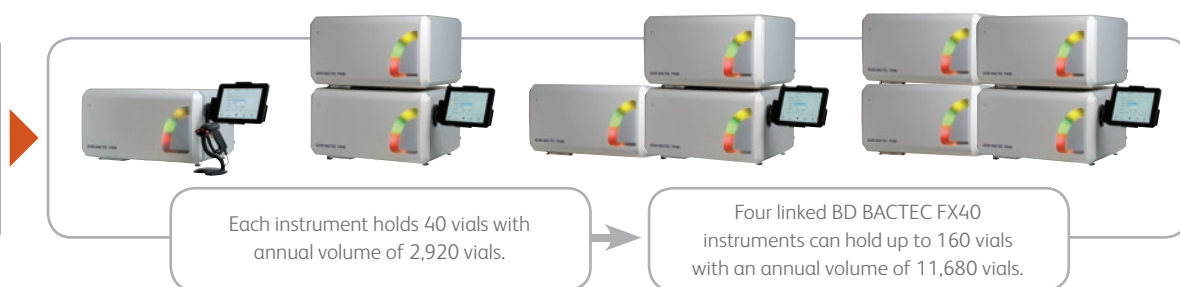 Each instrument holds 40 vials with
annual volume of 2,920 vials.
Four linked BD BACTEC FX40
instruments can hold up to 160 vials
with an annual volume of 11,680 vials.